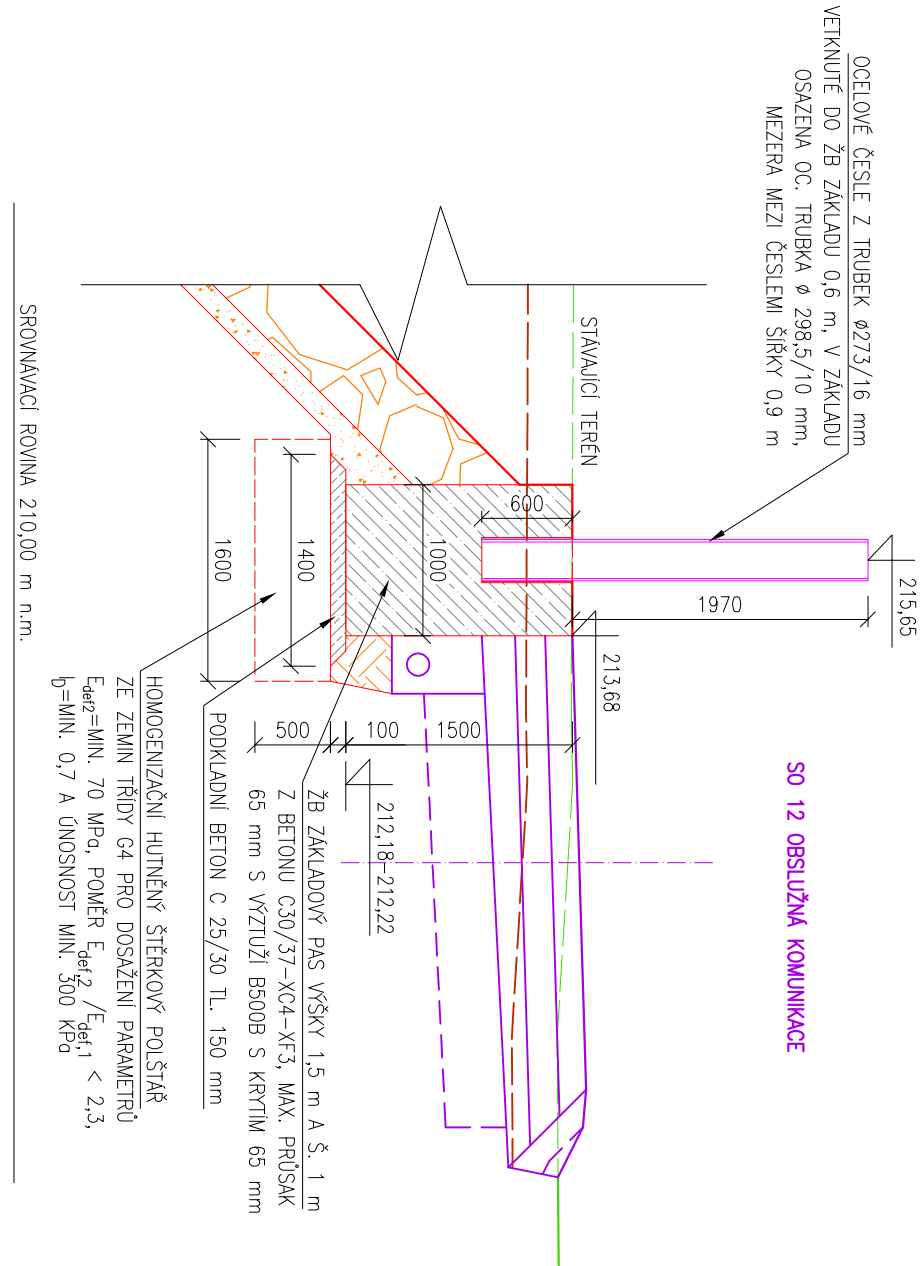 OCELOVÉ ČESLE Z TRUBEK ø273/16 mm
VETKNUTÉ DO ŽB ZÁKLADU 0,6 m, V ZÁKLADU
OSAZENA OC. TRUBKA ø 298,5/10 mm,
MEZERA MEZI ČESLEMI ŠÍŘKY 0,9 m
STÁVAJÍCÍ TERÉN
215,65
1970
600
213,68
SO 12 OBSLUŽNÁ KOMUNIKACE
1000
1400
1600
1500
100
500
212,18-212,22
ŽB ZÁKLADOVÝ PAS VÝŠKY 1,5 m A Š. 1 m
Z BETONU C30/37-XC4-XF3, MAX. PRŮSAK
65 mm S VÝZTUŽÍ B500B S KRYTÍM 65 mm
PODKLADNÍ BETON C 25/30 TL. 150 mm
HOMOGENIZAČNÍ HUTNĚNÝ ŠTĚRKOVÝ POLŠTÁŘ
ZE ZEMIN TŘÍDY G4 PRO DOSAŽENÍ PARAMETRŮ
Edef2=MIN. 70 MPa, POMĚR Edef,2 /Edef,1 < 2,3,
ID=MIN. 0,7 A ÚNOSNOST MIN. 300 KPa
SROVNÁVACÍ ROVINA 210,00 m n.m.